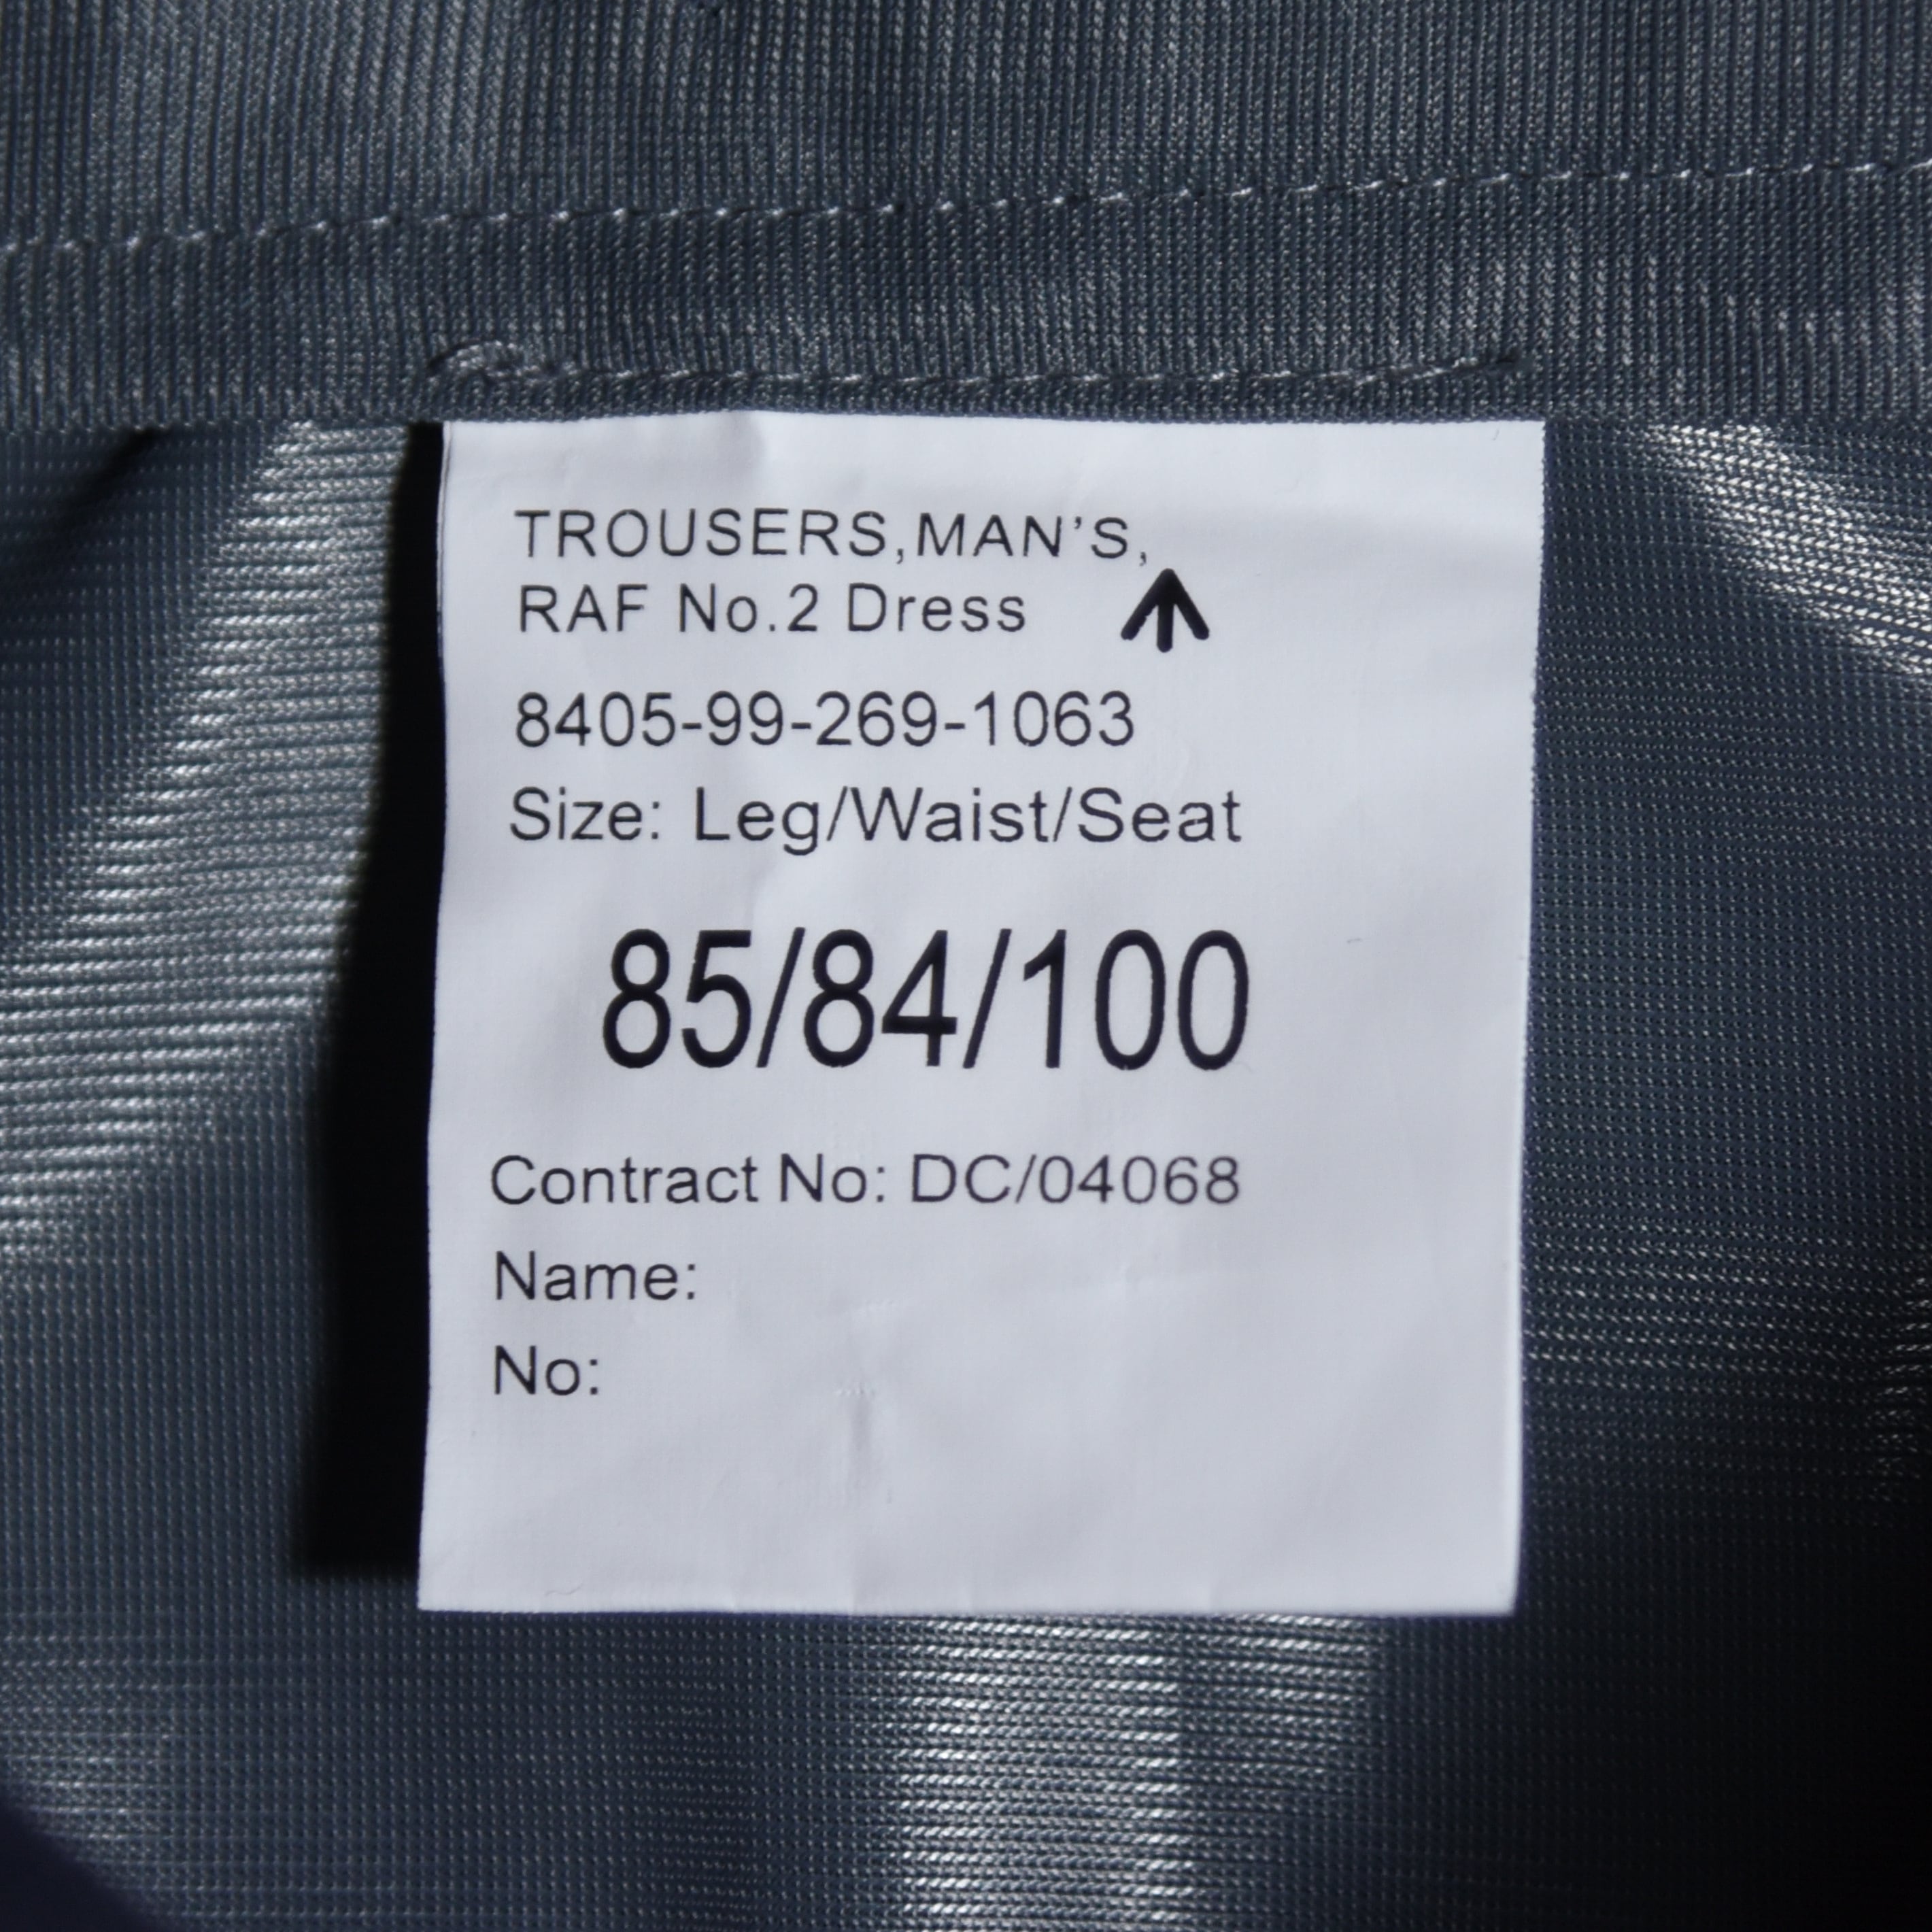 TROUSERS,MAN’S,
RAF No.2 Dress
8405-99-269-1063
Size: Leg/Waist/Seat
85/84/100
Contract No: DC/04068
Name:
No: